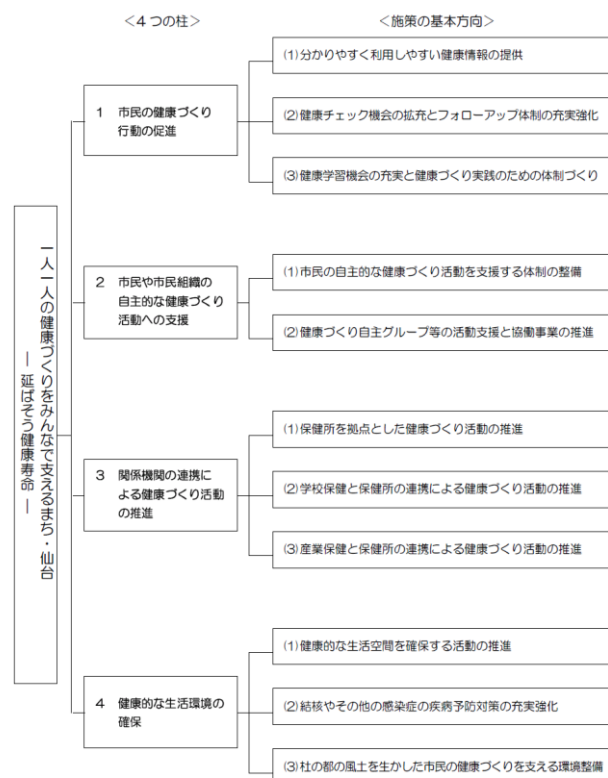 ＜4つの柱＞
＜施策の基本方向＞
一人一人の健康づくりをみんなで支えるまち・仙台
― 延ばそう健康寿命 ―
1 市民の健康づくり
行動の促進
(1)分かりやすく利用しやすい健康情報の提供
(2)健康チェック機会の拡充とフォローアップ体制の充実強化
(3)健康学習機会の充実と健康づくり実践のための体制づくり
2 市民や市民組織の
自主的な健康づくり
活動への支援
(1)市民の自主的な健康づくり活動を支援する体制の整備
(2)健康づくり自主グループ等の活動支援と協働事業の推進
3 関係機関の連携に
よる健康づくり活動
の推進
(1)保健所を拠点とした健康づくり活動の推進
(2)学校保健と保健所の連携による健康づくり活動の推進
(3)産業保健と保健所の連携による健康づくり活動の推進
4 健康的な生活環境の
確保
(1)健康的な生活空間を確保する活動の推進
(2)結核やその他の感染症の疾病予防対策の充実強化
(3)杜の都の風土を生かした市民の健康づくりを支える環境整備